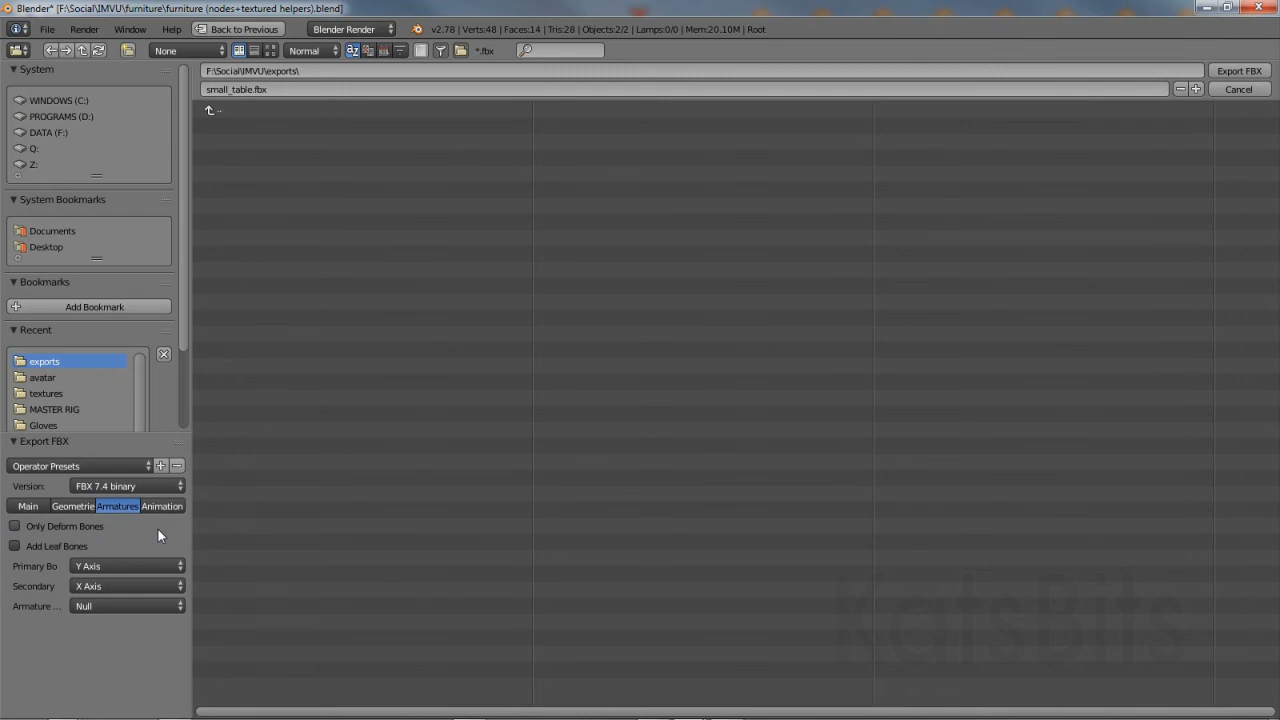 Blender* [F:\Social\IMVU\furniture\furniture (nodes+textured helpers).blend]
File Render Window Help Back to Previous Blender Render v2.78 | Verts:48 | Faces:14 | Tris:28 | Objects:2/2 | Lamps:0/0 | Mem:20.10M | Root
None Normal *.fbx
System
F:\Social\IMVU\exports\ Export FBX
small_table.fbx Cancel
WINDOWS (C:)
..
PROGRAMS (D:)
DATA (F:)
Q:
Z:
System Bookmarks
Documents
Desktop
Bookmarks
Add Bookmark
Recent
exports
avatar
textures
MASTER RIG
Gloves
Export FBX
Operator Presets
Version: FBX 7.4 binary
Main Geometrie Armatures Animation
Only Deform Bones
Add Leaf Bones
Primary Bo Y Axis
Secondary X Axis
Armature ... Null
KatsBits